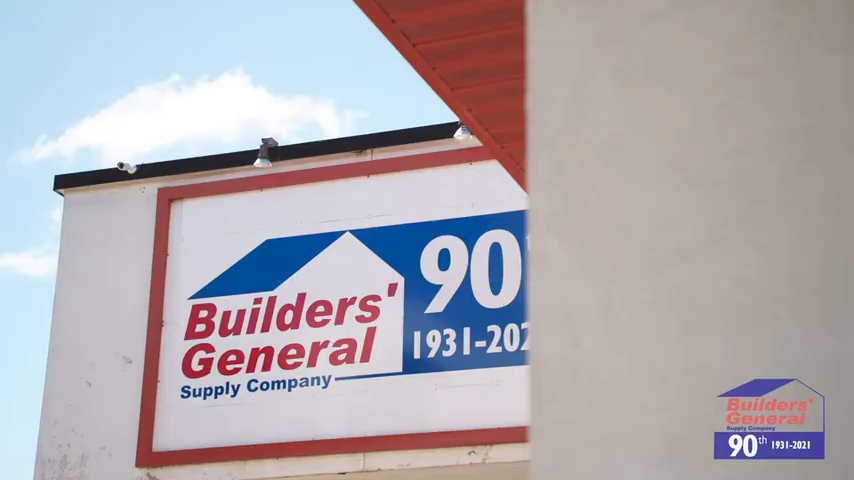 Builders'
General
Supply Company
90
1931-202
Builders'
General
Supply Company
90th 1931-2021